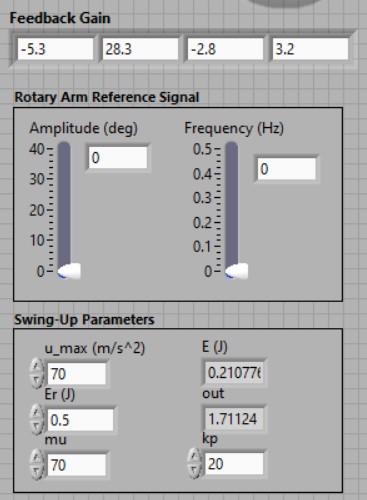 Feedback Gain
-5.3 28.3 -2.8 3.2
Rotary Arm Reference Signal
Amplitude (deg) Frequency (Hz)
40 0 0.5 0
30 0.4
0.3
20 0.2
10 0.1
0 0
Swing-Up Parameters
u_max (m/s^2) E (J)
70 0.210776
Er (J) out
0.5 1.71124
mu kp
70 20